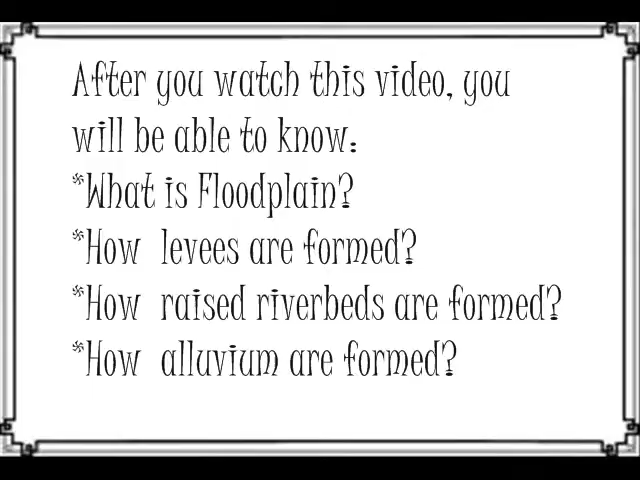 After you watch this video, you
will be able to know:
*What is Floodplain?
*How levees are formed?
*How raised riverbeds are formed?
*How alluvium are formed?